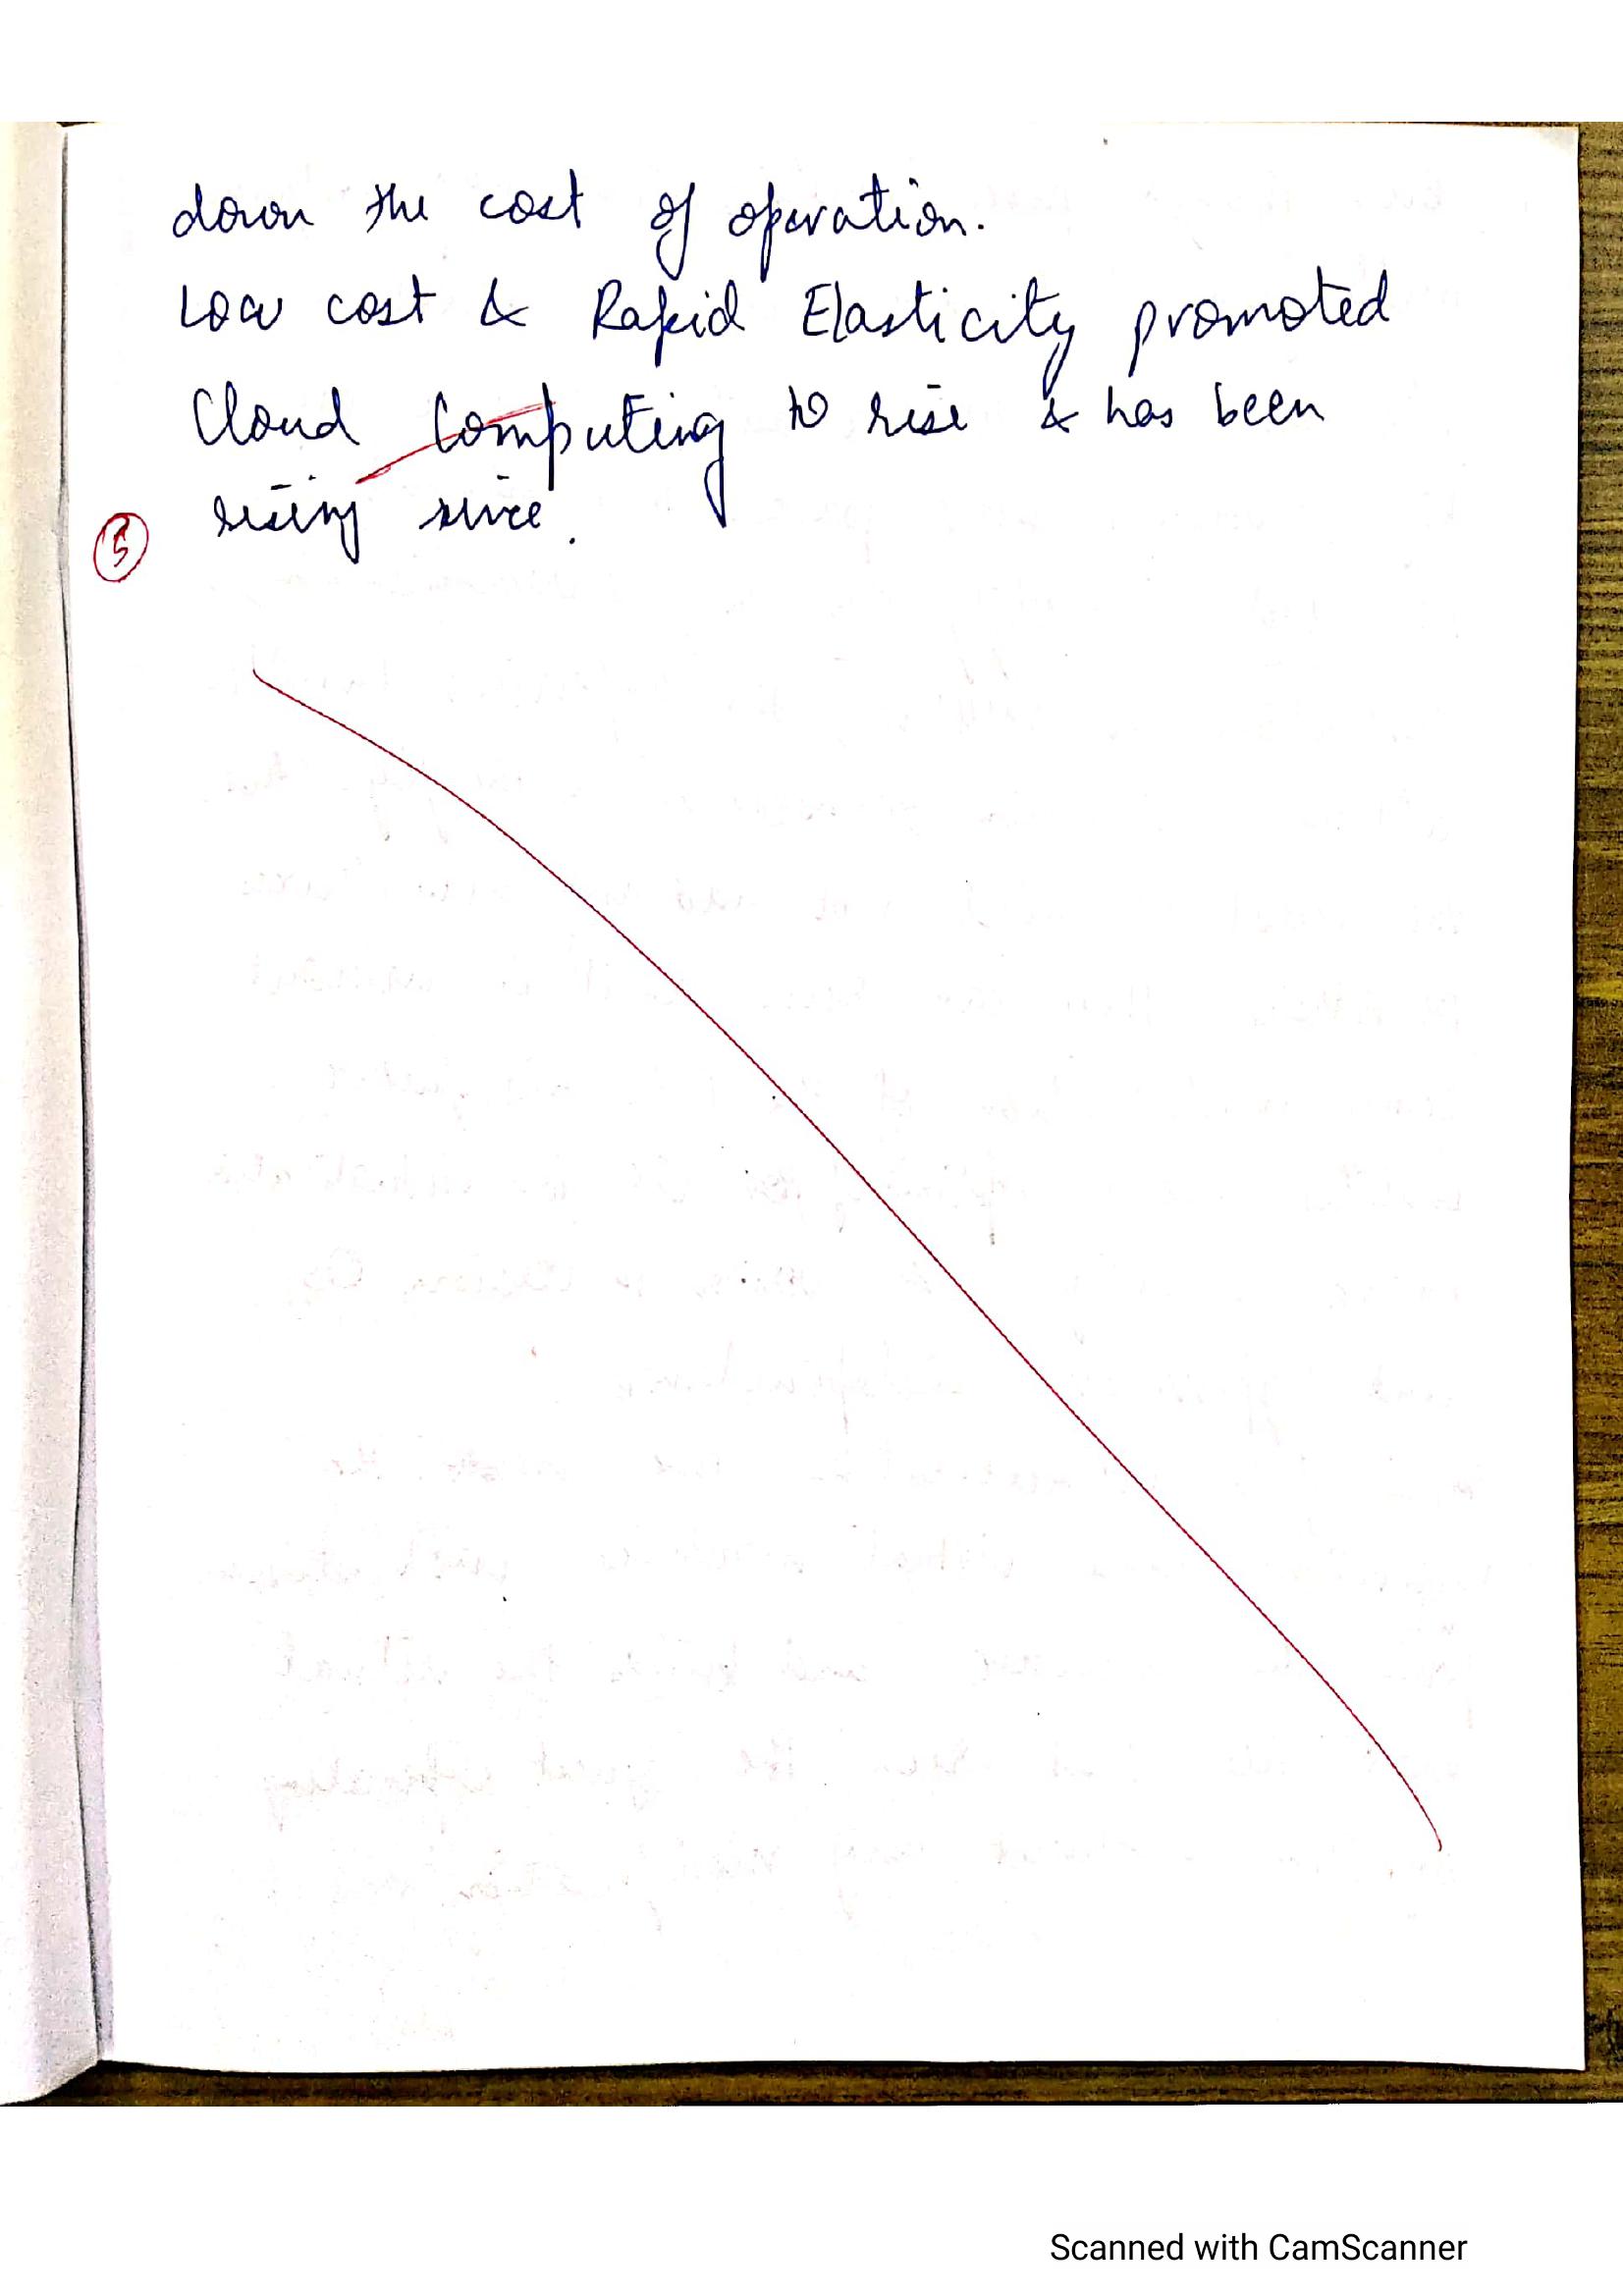 down the cost of operation.
Low cost & Rapid Elasticity promoted
Cloud Computing to rise & has been
rising since.
5
Scanned with CamScanner